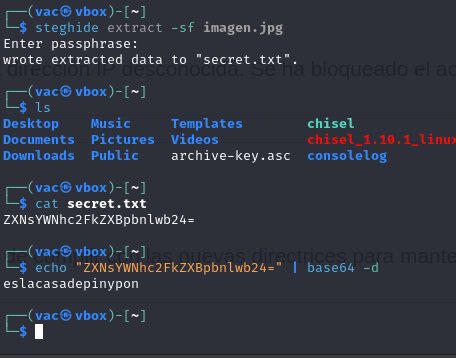 ┌──(vac㉿vbox)-[~]
└─$ steghide extract -sf imagen.jpg
Enter passphrase:
wrote extracted data to "secret.txt".
dirección IP desconocida. Se ha bloqueado el ac
┌──(vac㉿vbox)-[~]
└─$ ls
Desktop Music Templates chisel
Documents Pictures Videos chisel_1.10.1_linux
Downloads Public archive-key.asc consolelog
┌──(vac㉿vbox)-[~]
└─$ cat secret.txt
ZXNsYWNhc2FkZXBpbnlwb24=
las nuevas directrices para mante
┌──(vac㉿vbox)-[~]
└─$ echo "ZXNsYWNhc2FkZXBpbnlwb24=" | base64 -d
eslacasadepinypon
┌──(vac㉿vbox)-[~]
└─$